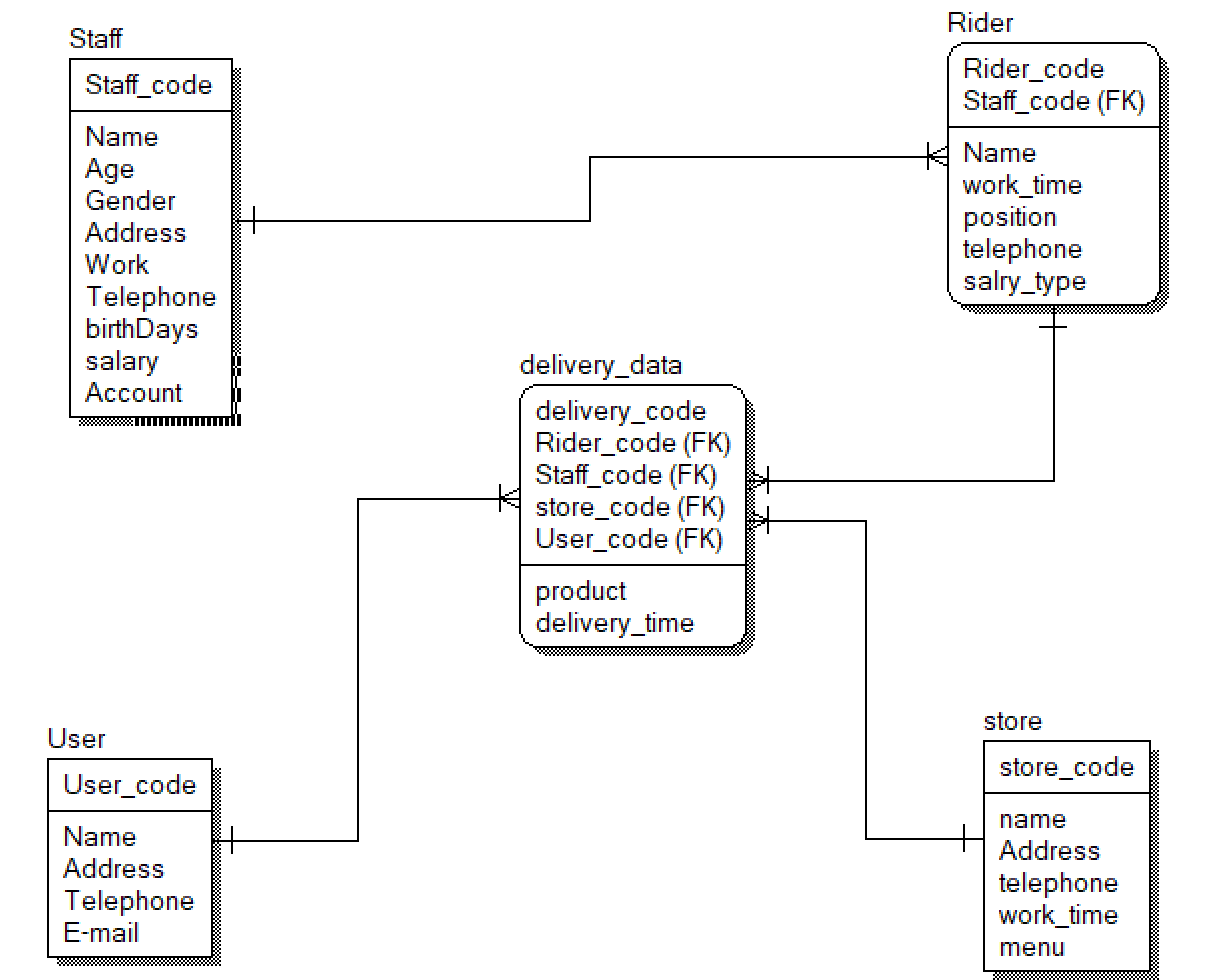 Staff
Staff_code
Name
Age
Gender
Address
Work
Telephone
birthDays
salary
Account
Rider
Rider_code
Staff_code (FK)
Name
work_time
position
telephone
salry_type
delivery_data
delivery_code
Rider_code (FK)
Staff_code (FK)
store_code (FK)
User_code (FK)
product
delivery_time
User
User_code
Name
Address
Telephone
E-mail
store
store_code
name
Address
telephone
work_time
menu